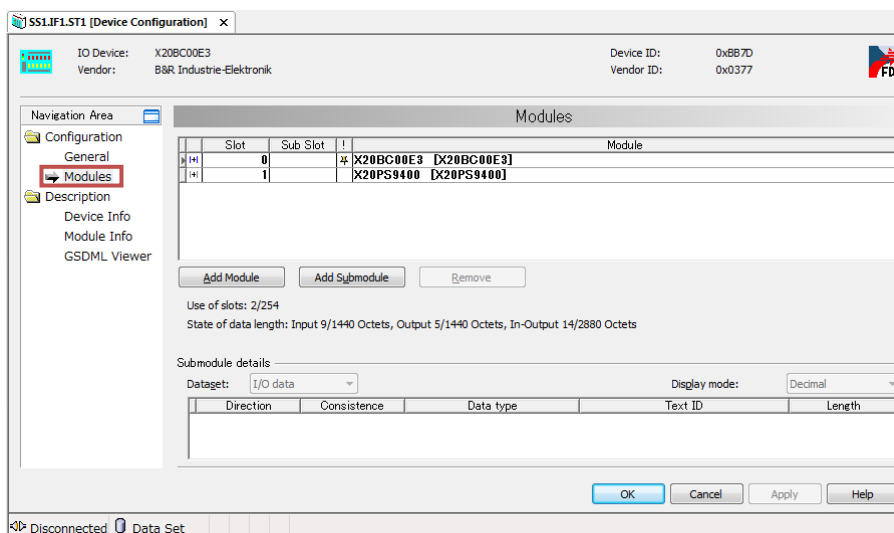 SS1.IF1.ST1 [Device Configuration] x
IO Device: X20BC00E3 Device ID: 0xBB7D
Vendor: B&R Industrie-Elektronik Vendor ID: 0x0377
FD
Navigation Area
Modules
Configuration
General
Modules
Description
Device Info
Module Info
GSDML Viewer
Slot Sub Slot ! Module
0 X20BC00E3 [X20BC00E3]
1 X20PS9400 [X20PS9400]
Add Module Add Submodule Remove
Use of slots: 2/254
State of data length: Input 9/1440 Octets, Output 5/1440 Octets, In-Output 14/2880 Octets
Submodule details
Dataset: I/O data Display mode: Decimal
Direction Consistence Data type Text ID Length
OK Cancel Apply Help
Disconnected Data Set